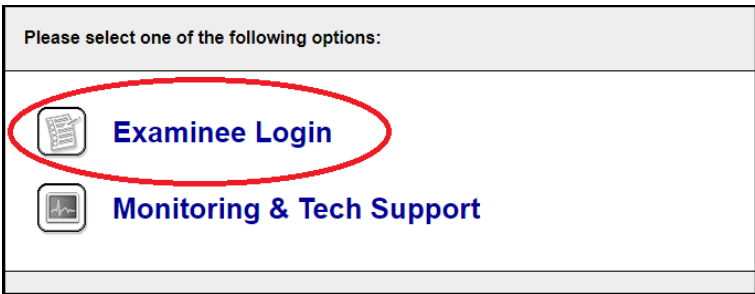 Please select one of the following options:
Examinee Login
Monitoring & Tech Support